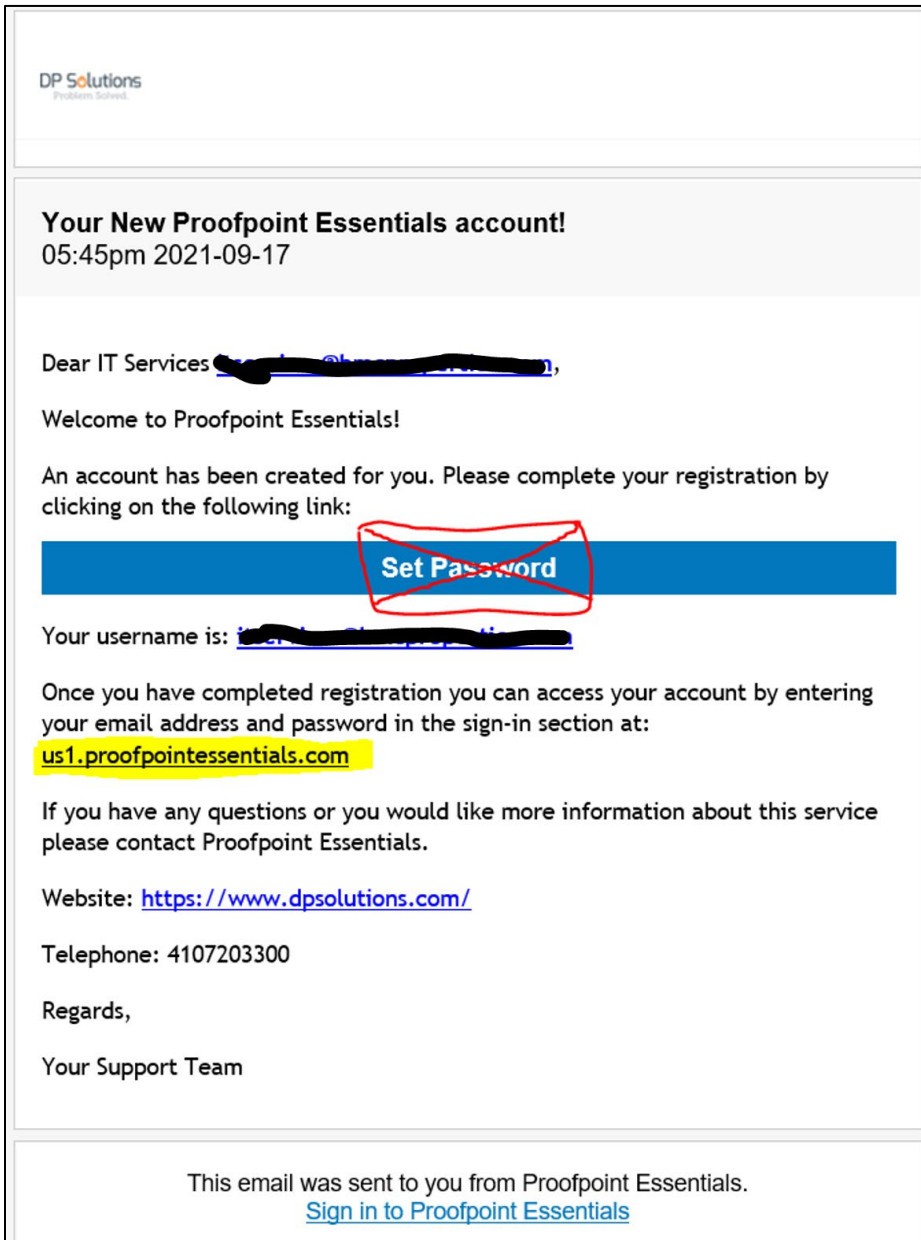 DP Solutions
Problem Solved.
Your New Proofpoint Essentials account!
05:45pm 2021-09-17
Dear IT Services ,
Welcome to Proofpoint Essentials!
An account has been created for you. Please complete your registration by
clicking on the following link:
Set Password
Your username is:
Once you have completed registration you can access your account by entering
your email address and password in the sign-in section at:
us1.proofpointessentials.com
If you have any questions or you would like more information about this service
please contact Proofpoint Essentials.
Website: https://www.dpsolutions.com/
Telephone: 4107203300
Regards,
Your Support Team
This email was sent to you from Proofpoint Essentials.
Sign in to Proofpoint Essentials